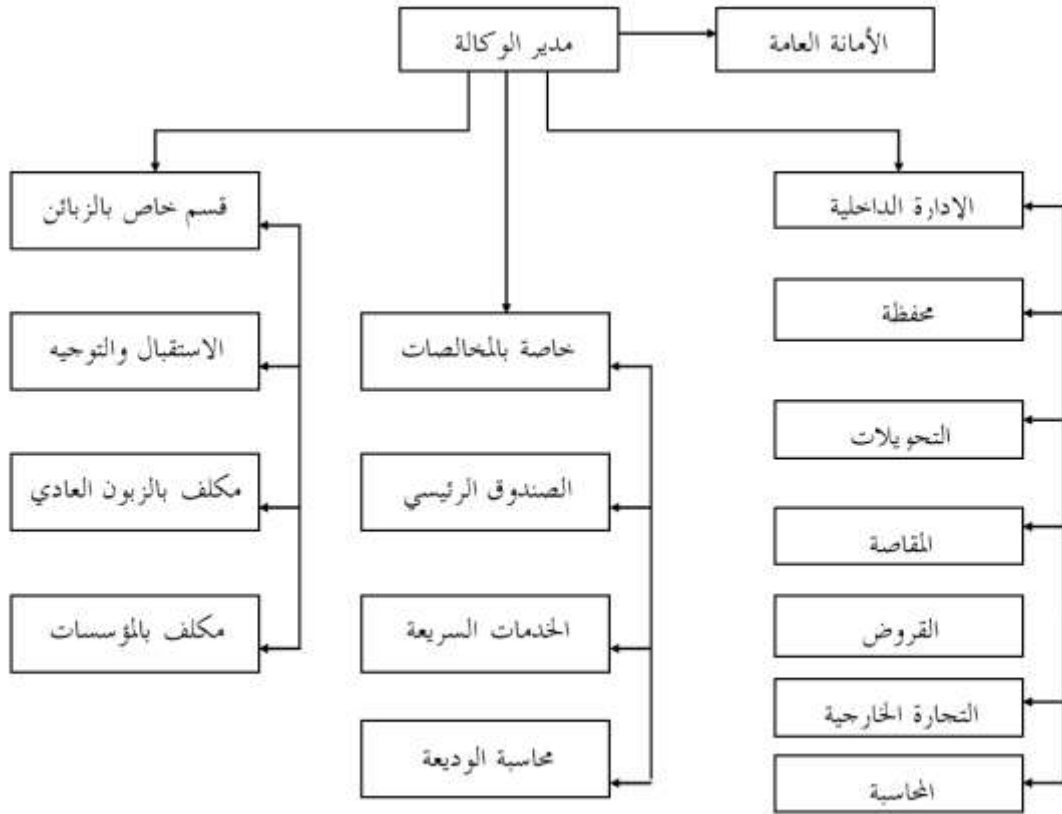 مدير الوكالة
الأمانة العامة
الإدارة الداخلية
محفظة
التحويلات
المقاصة
القروض
التجارة الخارجية
المحاسبة
خاصة بالمخالصات
الصندوق الرئيسي
الخدمات السريعة
محاسبة الوديعة
قسم خاص بالزبائن
الاستقبال والتوجيه
مكلف بالزبون العادي
مكلف بالمؤسسات